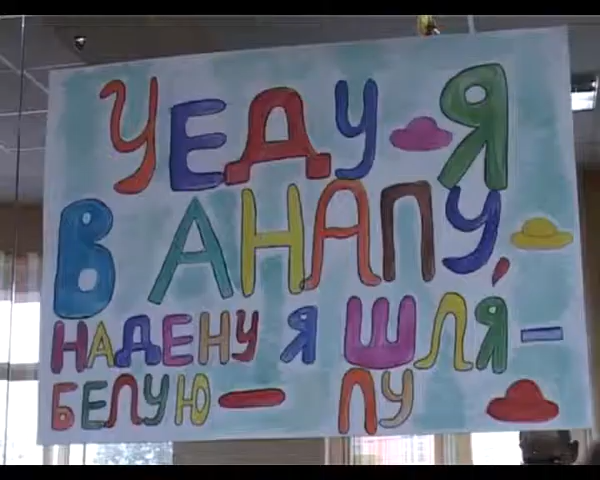 УЕДУ Я
В АНАПУ,
НАДЕНУ Я ШЛЯ-
БЕЛУЮ - ПУ